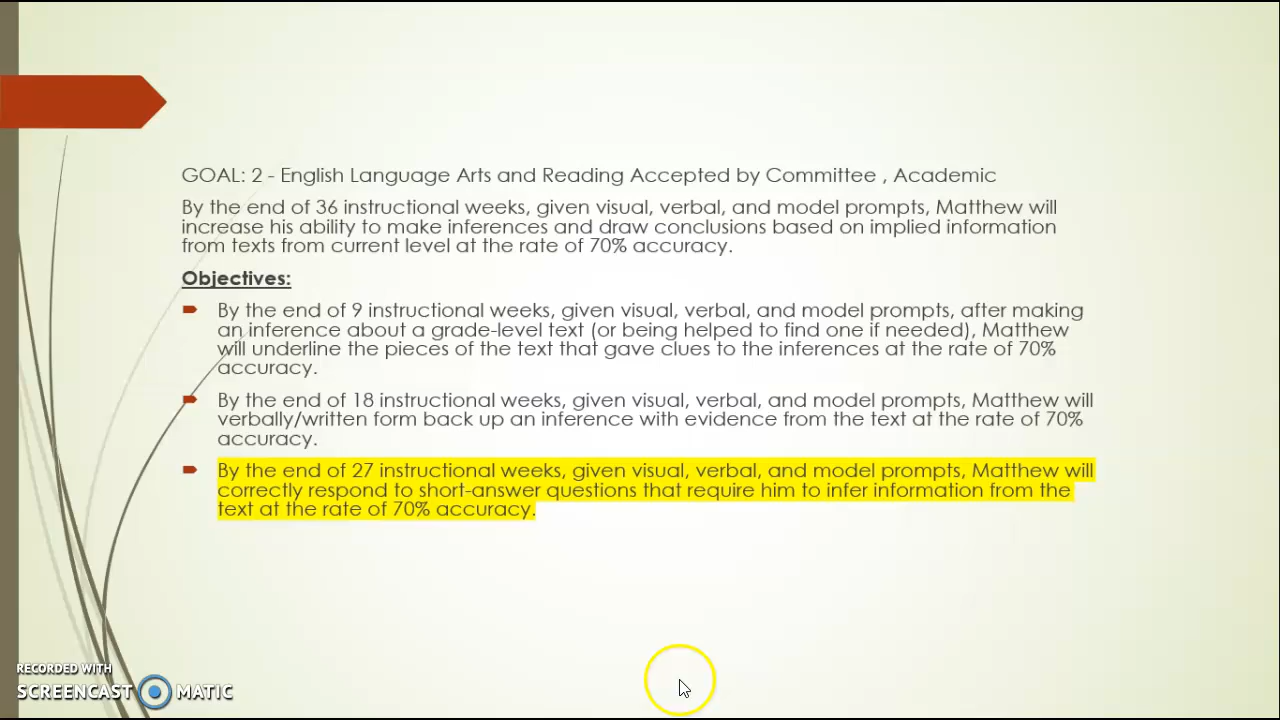 GOAL: 2 - English Language Arts and Reading Accepted by Committee , Academic
By the end of 36 instructional weeks, given visual, verbal, and model prompts, Matthew will
increase his ability to make inferences and draw conclusions based on implied information
from texts from current level at the rate of 70% accuracy.
Objectives:
By the end of 9 instructional weeks, given visual, verbal, and model prompts, after making
an inference about a grade-level text (or being helped to find one if needed), Matthew
will underline the pieces of the text that gave clues to the inferences at the rate of 70%
accuracy.
By the end of 18 instructional weeks, given visual, verbal, and model prompts, Matthew will
verbally/written form back up an inference with evidence from the text at the rate of 70%
accuracy.
By the end of 27 instructional weeks, given visual, verbal, and model prompts, Matthew will
correctly respond to short-answer questions that require him to infer information from the
text at the rate of 70% accuracy.
RECORDED WITH
SCREENCAST MATIC